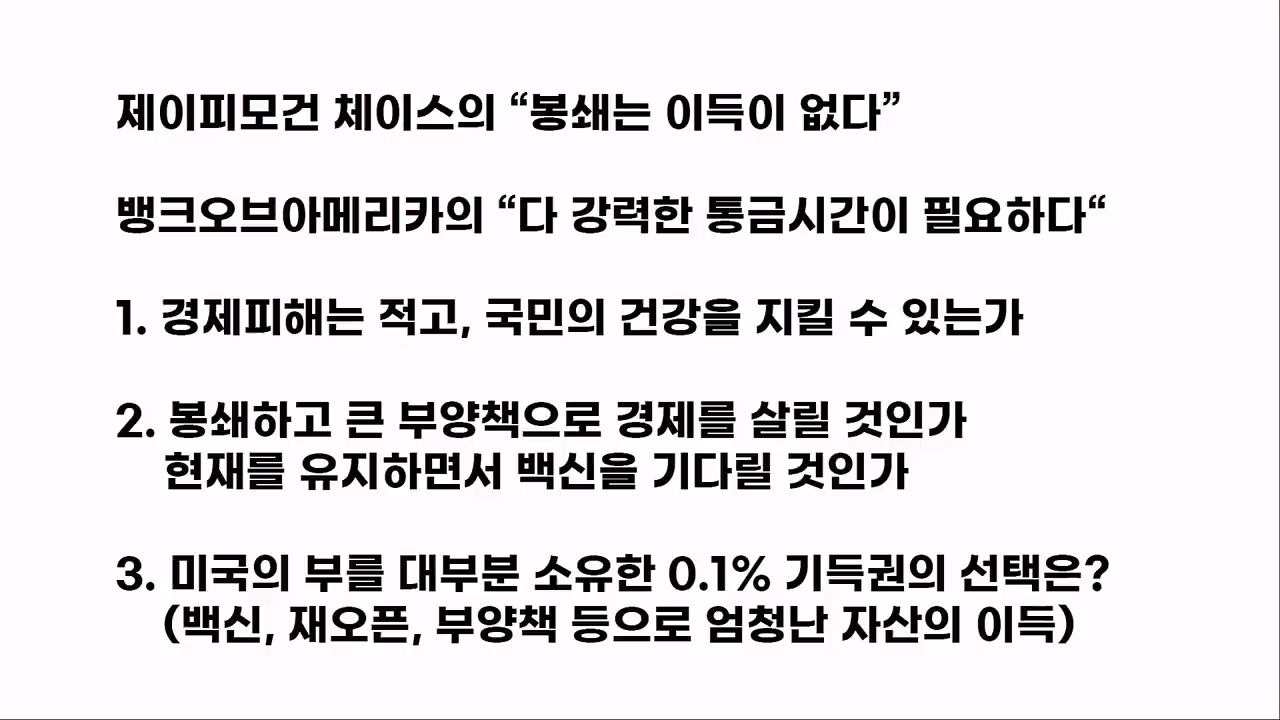 제이피모건 체이스의 “봉쇄는 이득이 없다”
뱅크오브아메리카의 “다 강력한 통금시간이 필요하다“
1. 경제피해는 적고, 국민의 건강을 지킬 수 있는가
2. 봉쇄하고 큰 부양책으로 경제를 살릴 것인가
현재를 유지하면서 백신을 기다릴 것인가
3. 미국의 부를 대부분 소유한 0.1% 기득권의 선택은?
(백신, 재오픈, 부양책 등으로 엄청난 자산의 이득)